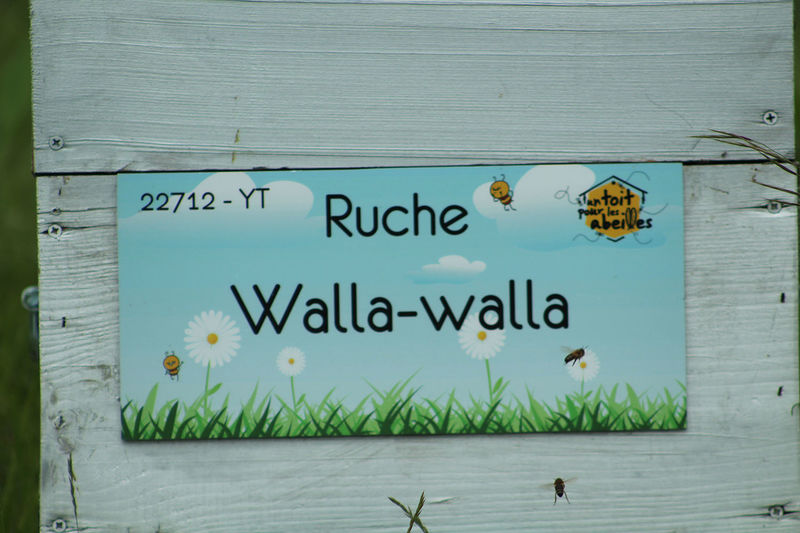 22712 - YT
Ruche
un toit
pour les
abeilles
Walla-walla